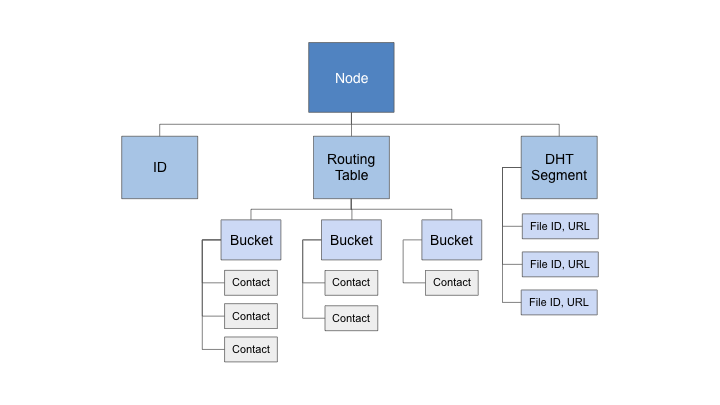 Node
ID
Routing
Table
DHT
Segment
Bucket
Bucket
Bucket
File ID, URL
File ID, URL
File ID, URL
Contact
Contact
Contact
Contact
Contact
Contact